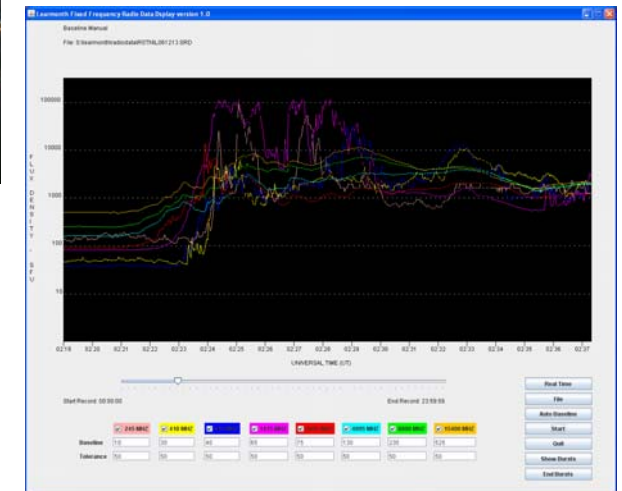 Learmonth Fixed Frequency Radio Data Display version 1.0
Baseline Manual
100000
10000
1000
100
10
FLUX DENSITY - SFU
02:19 02:20 02:21 02:22 02:23 02:24 02:25 02:26 02:27 02:28 02:29 02:30 02:31 02:32 02:33 02:34 02:35 02:36 02:37
UNIVERSAL TIME (UT)
Start Record 00:00:00 End Record 23:59:59
245 MHZ 410 MHZ 15400 MHZ
Baseline 10 30 40 65 75 130 230 525
Tolerance 50 50 50 50 50 50 50 50
Real Time
File
Auto Baseline
Start
Quit
Show Bursts
End Bursts